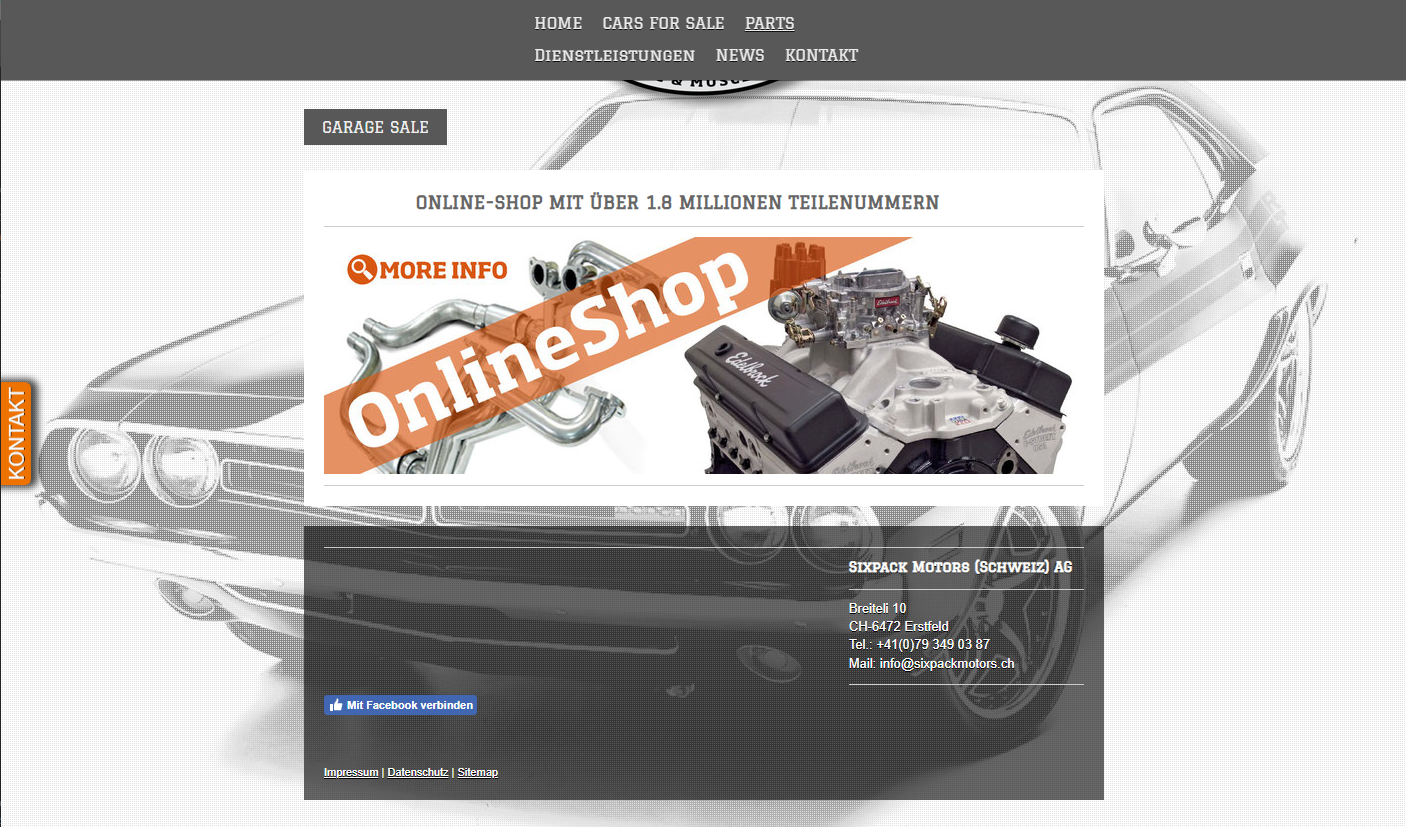 HOME CARS FOR SALE PARTS
DIENSTLEISTUNGEN NEWS KONTAKT
GARAGE SALE
ONLINE-SHOP MIT ÜBER 1.8 MILLIONEN TEILENUMMERN
MORE INFO
OnlineShop
Edelbrock
Edelbrock
KONTAKT
SIXPACK MOTORS (SCHWEIZ) AG
Breiteli 10
CH-6472 Erstfeld
Tel.: +41(0)79 349 03 87
Mail: info@sixpackmotors.ch
Mit Facebook verbinden
Impressum | Datenschutz | Sitemap